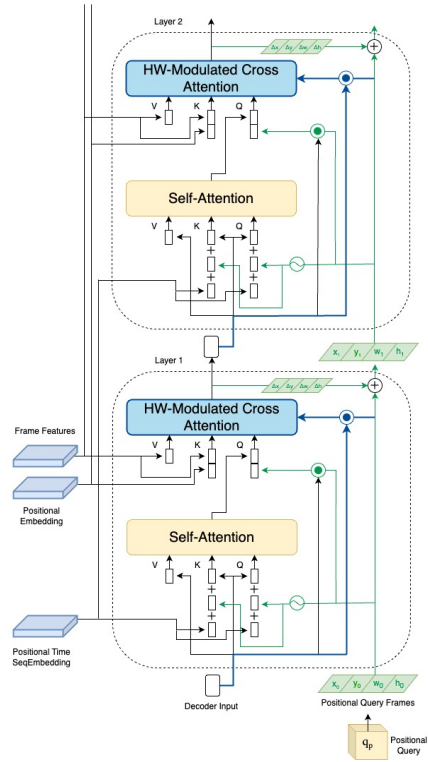 Layer 2
Δx Δy Δw Δh
+
HW-Modulated Cross
Attention
V K Q
Self-Attention
V K Q
+ +
+ +
x₁ y₁ w₁ h₁
Layer 1
Δx Δy Δw Δh
+
HW-Modulated Cross
Attention
Frame Features
V K Q
Positional
Embedding
Self-Attention
V K Q
+ +
+ +
Positional Time
SeqEmbedding
x₀ y₀ w₀ h₀
Decoder Input
Positional Query Frames
qₚ
Positional
Query